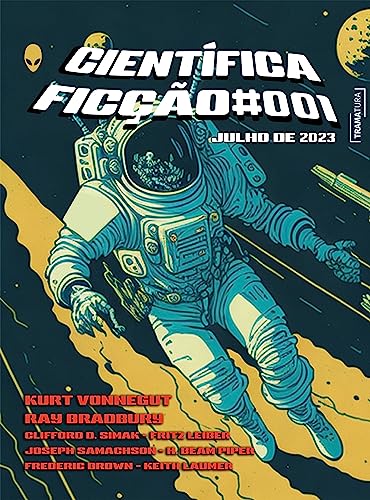 CIENTÍFICA
FICÇÃO#001
JULHO DE 2023
TRAMATURA
KURT VONNEGUT
RAY BRADBURY
CLIFFORD D. SIMAK - FRITZ LEIBER
JOSEPH SAMACHSON - H. BEAM PIPER
FREDERIC BROWN - KEITH LAUMER